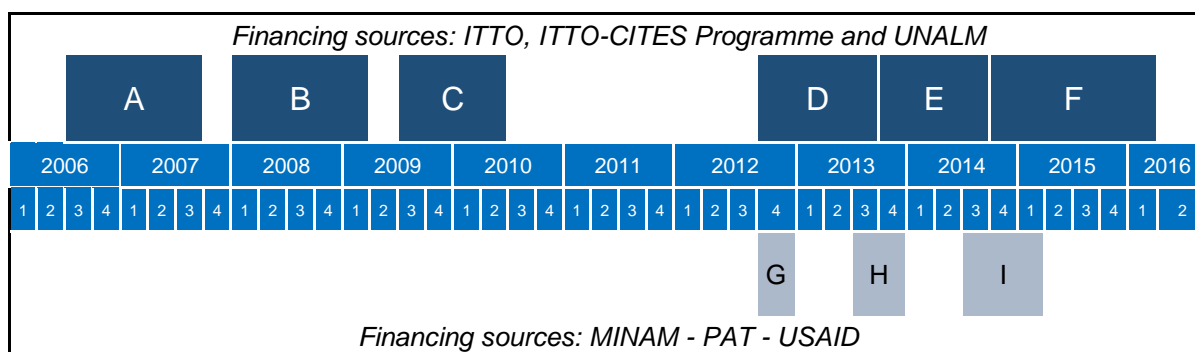 Financing sources: ITTO, ITTO-CITES Programme and UNALM
A B C D E F
2006 2007 2008 2009 2010 2011 2012 2013 2014 2015 2016
1 2 3 4 1 2 3 4 1 2 3 4 1 2 3 4 1 2 3 4 1 2 3 4 1 2 3 4 1 2 3 4 1 2 3 4 1 2 3 4 1 2
G H I
Financing sources: MINAM - PAT - USAID